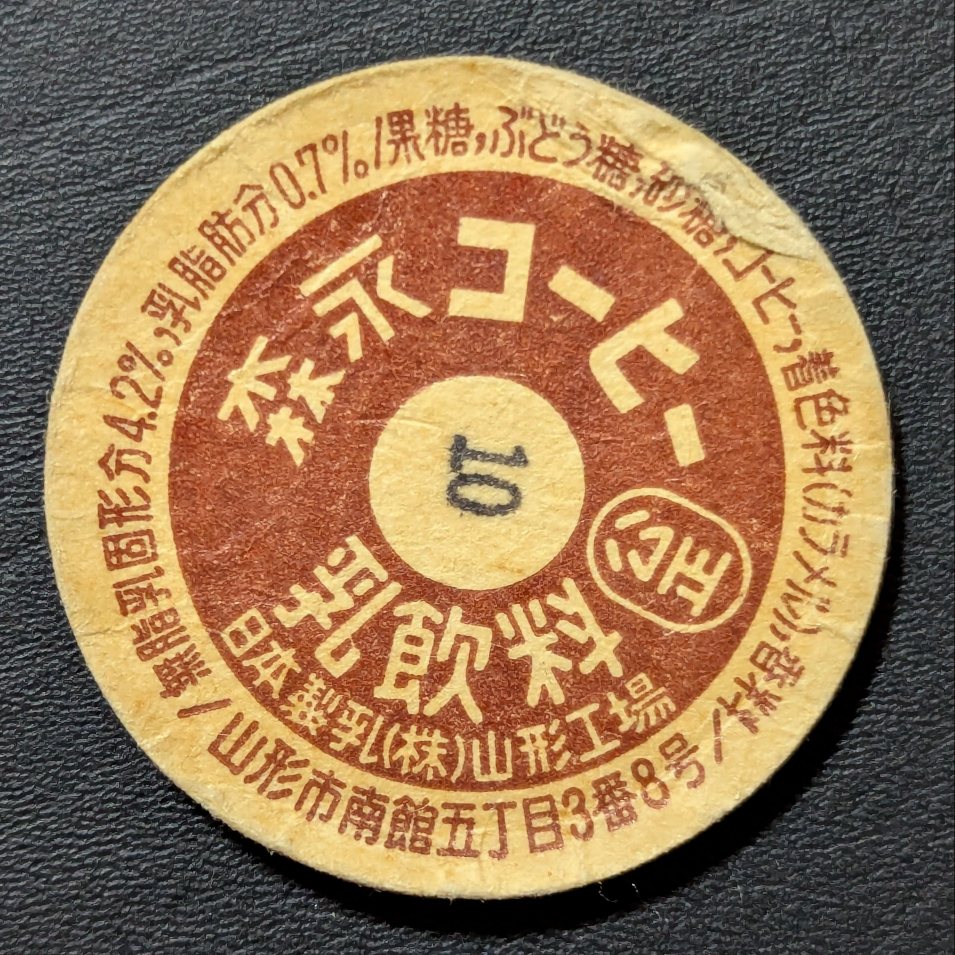 無脂乳固形分4.2%,乳脂肪分0.7%/果糖,ぶどう糖,砂糖,コーヒー,着色料(カラメル),香料/
山形市南館五丁目3番8号/
森永コーヒー
10
公正
乳飲料
日本製乳(株)山形工場